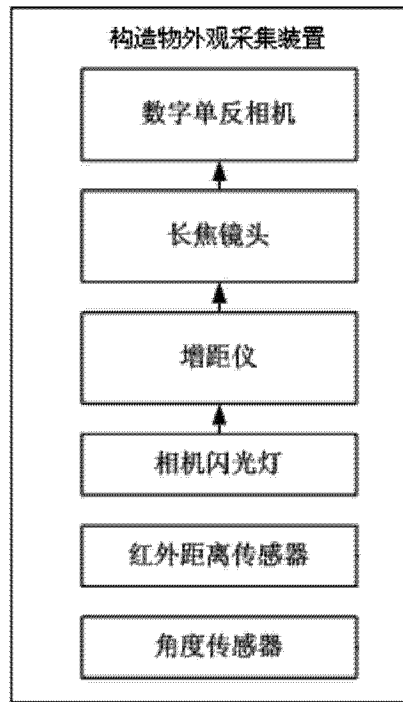 构造物外观采集装置
数字单反相机
长焦镜头
增距仪
相机闪光灯
红外距离传感器
角度传感器